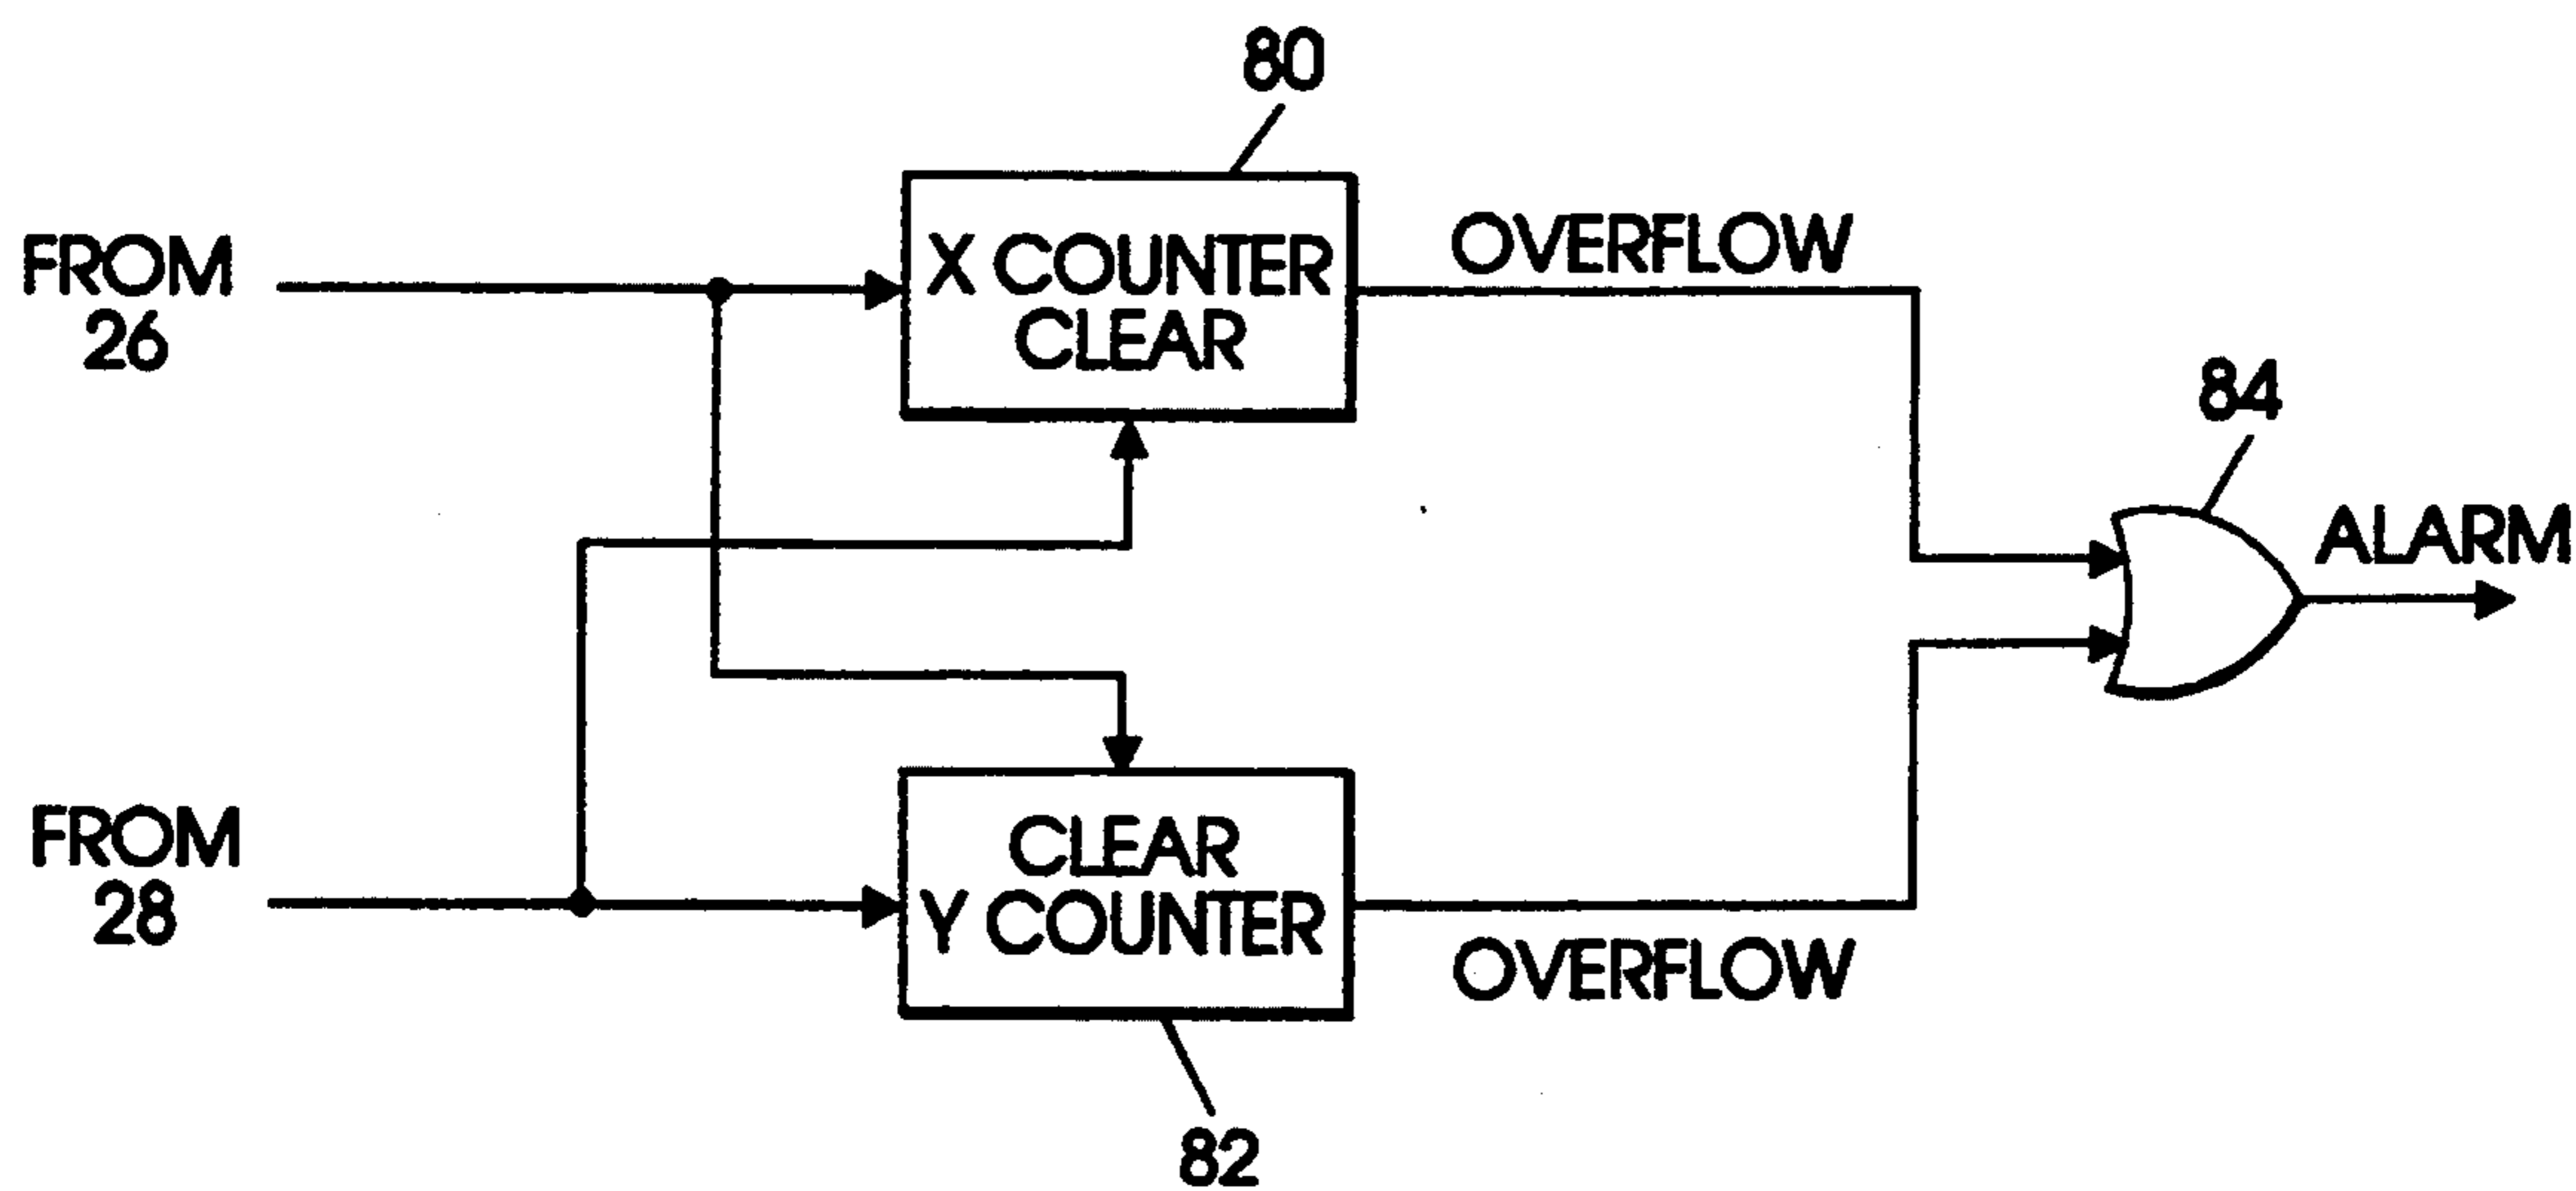 80
FROM
26
X COUNTER
CLEAR
OVERFLOW
84
ALARM
FROM
28
CLEAR
Y COUNTER
OVERFLOW
82